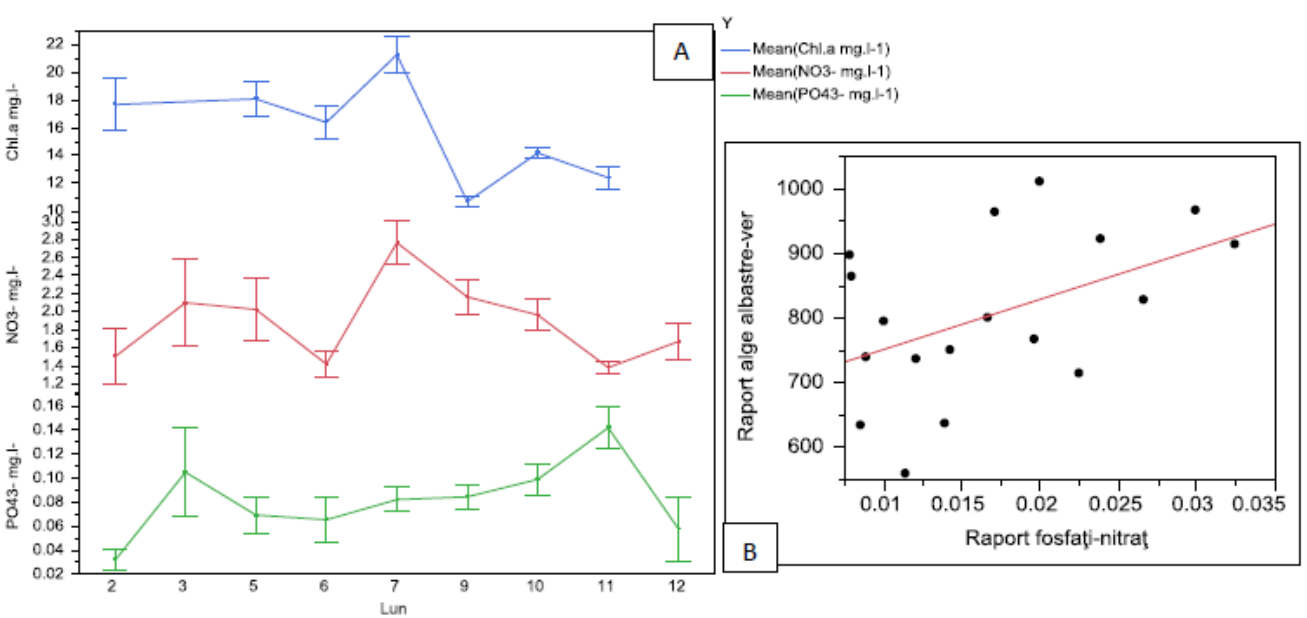 A
Y
Mean(Chl.a mg.l-1)
Mean(NO3- mg.l-1)
Mean(PO43- mg.l-1)
Chl.a mg.l-
22
20
18
16
14
12
10
NO3- mg.l-
3.0
2.8
2.6
2.4
2.2
2.0
1.8
1.6
1.4
1.2
PO43- mg.l-
0.16
0.14
0.12
0.10
0.08
0.06
0.04
0.02
2 3 5 6 7 9 10 11 12
Lun
Raport alge albastre-ver
1000
900
800
700
600
0.01 0.015 0.02 0.025 0.03 0.035
Raport fosfaţi-nitraţ
B